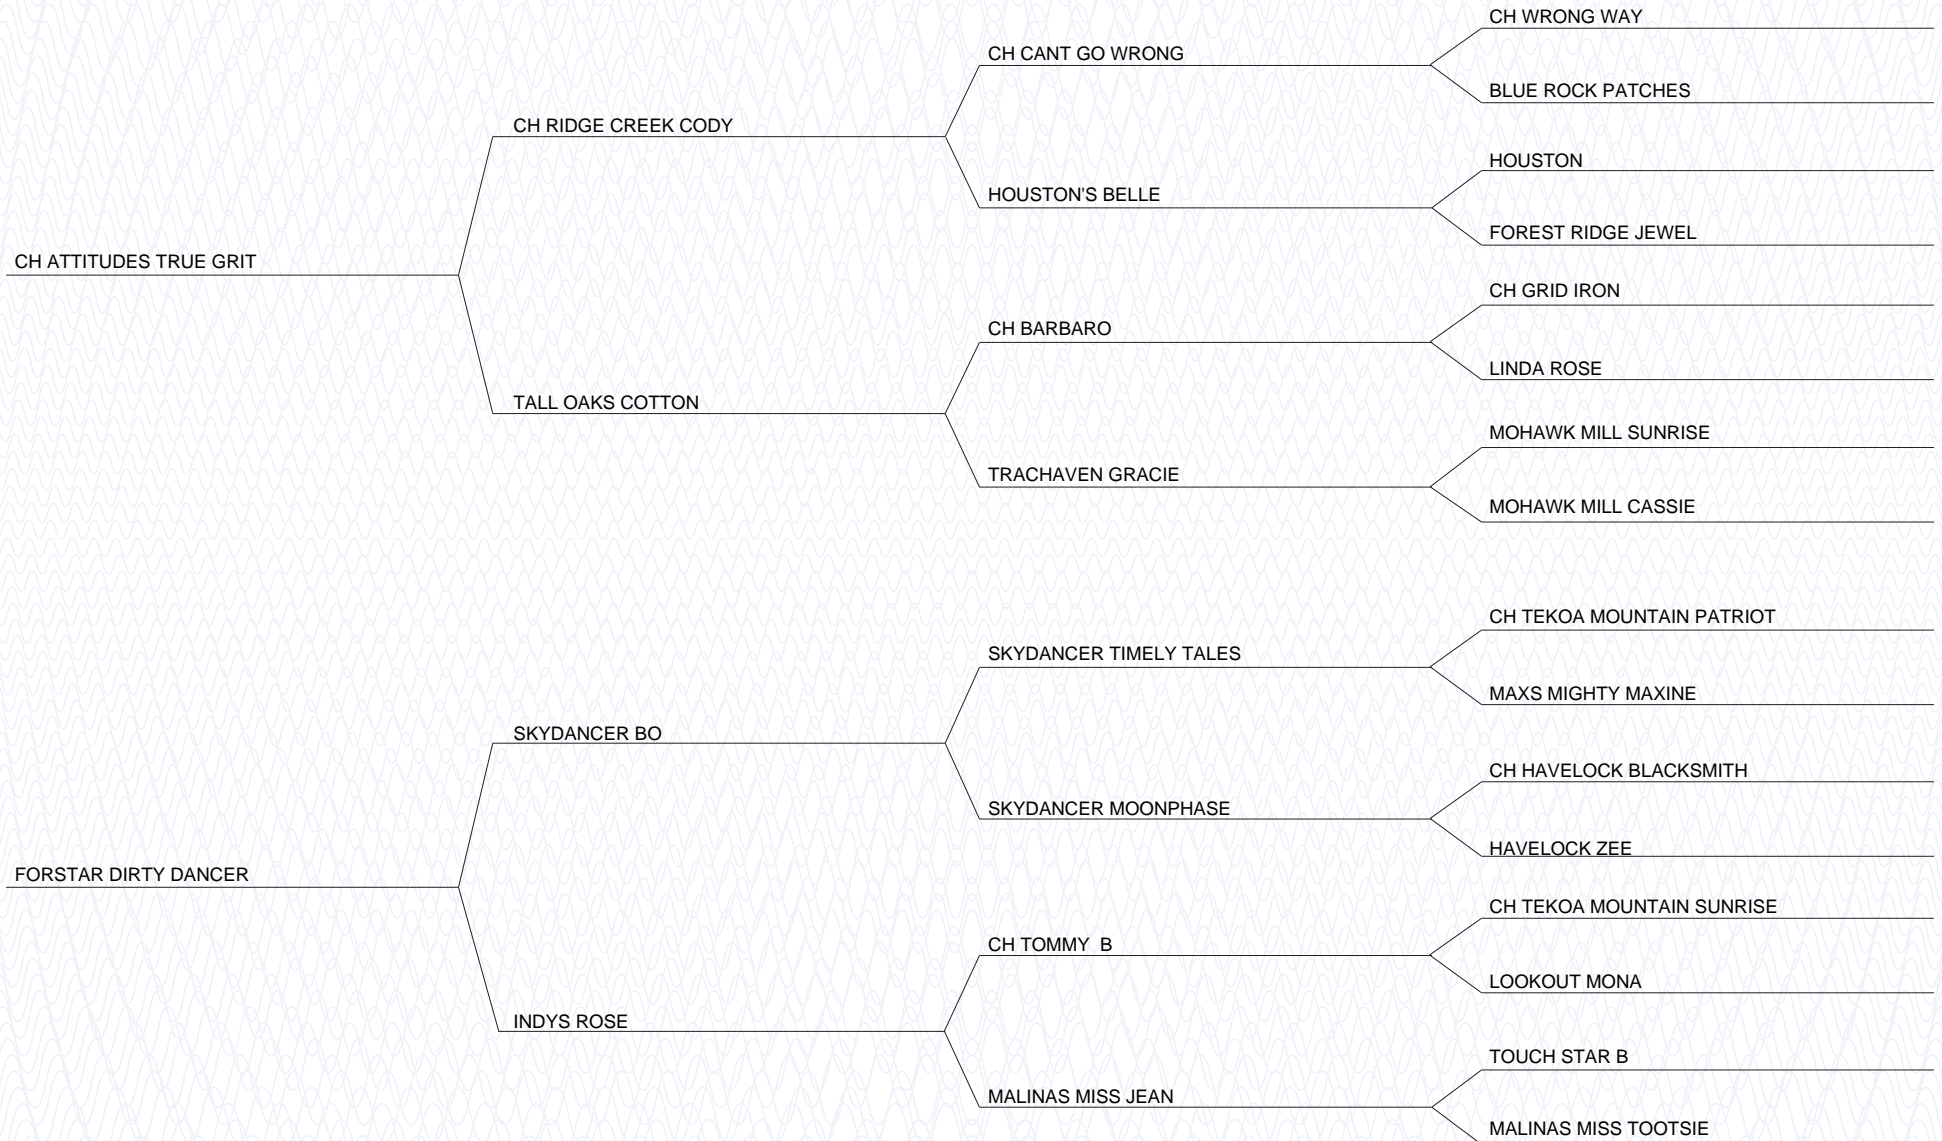 CH WRONG WAY
CH CANT GO WRONG
BLUE ROCK PATCHES
CH RIDGE CREEK CODY
HOUSTON
HOUSTON'S BELLE
FOREST RIDGE JEWEL
CH ATTITUDES TRUE GRIT
CH GRID IRON
CH BARBARO
LINDA ROSE
TALL OAKS COTTON
MOHAWK MILL SUNRISE
TRACHAVEN GRACIE
MOHAWK MILL CASSIE
CH TEKOA MOUNTAIN PATRIOT
SKYDANCER TIMELY TALES
MAXS MIGHTY MAXINE
SKYDANCER BO
CH HAVELOCK BLACKSMITH
SKYDANCER MOONPHASE
HAVELOCK ZEE
FORSTAR DIRTY DANCER
CH TEKOA MOUNTAIN SUNRISE
CH TOMMY  B
LOOKOUT MONA
INDYS ROSE
TOUCH STAR B
MALINAS MISS JEAN
MALINAS MISS TOOTSIE